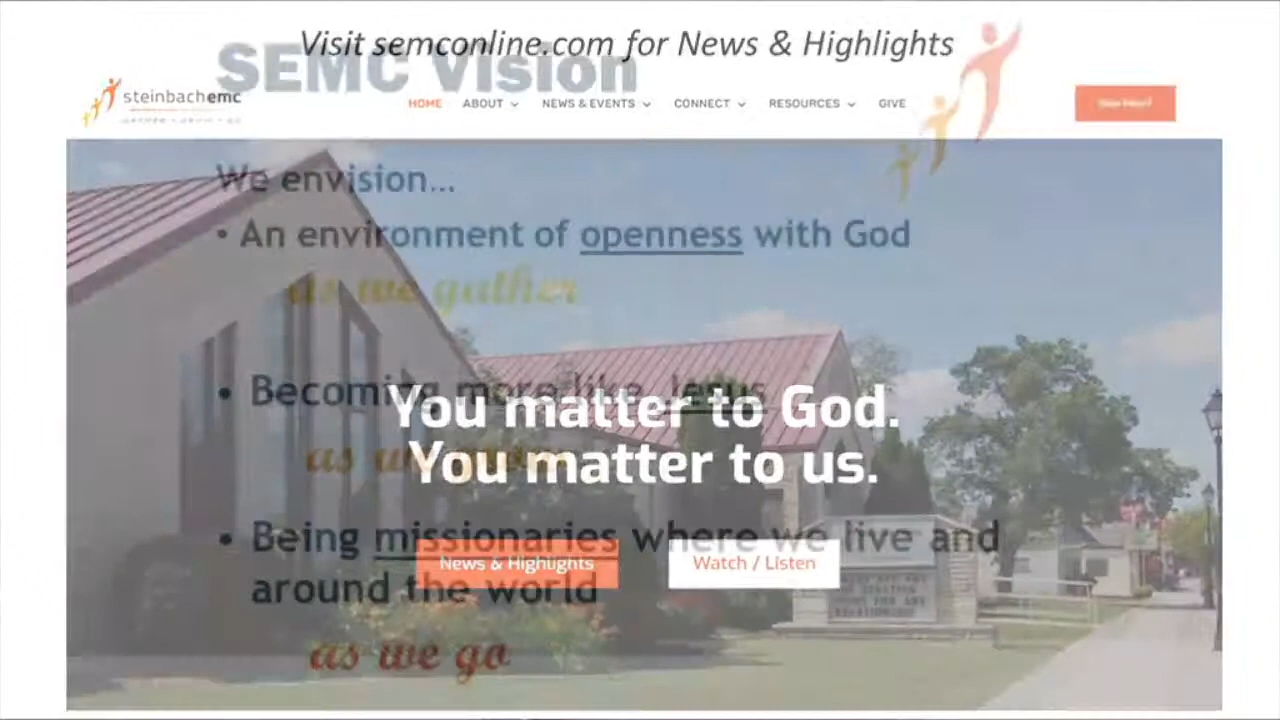 Visit semconline.com for News & Highlights
SEMC Vision
steinbachemc
HOME ABOUT NEWS & EVENTS CONNECT RESOURCES GIVE
We envision...
• An environment of openness with God
as we gather
• Becoming more like Jesus
You matter to God.
as we
You matter to us.
• Being missionaries where we live and
News & Highlights Watch / Listen
around the world
as we go